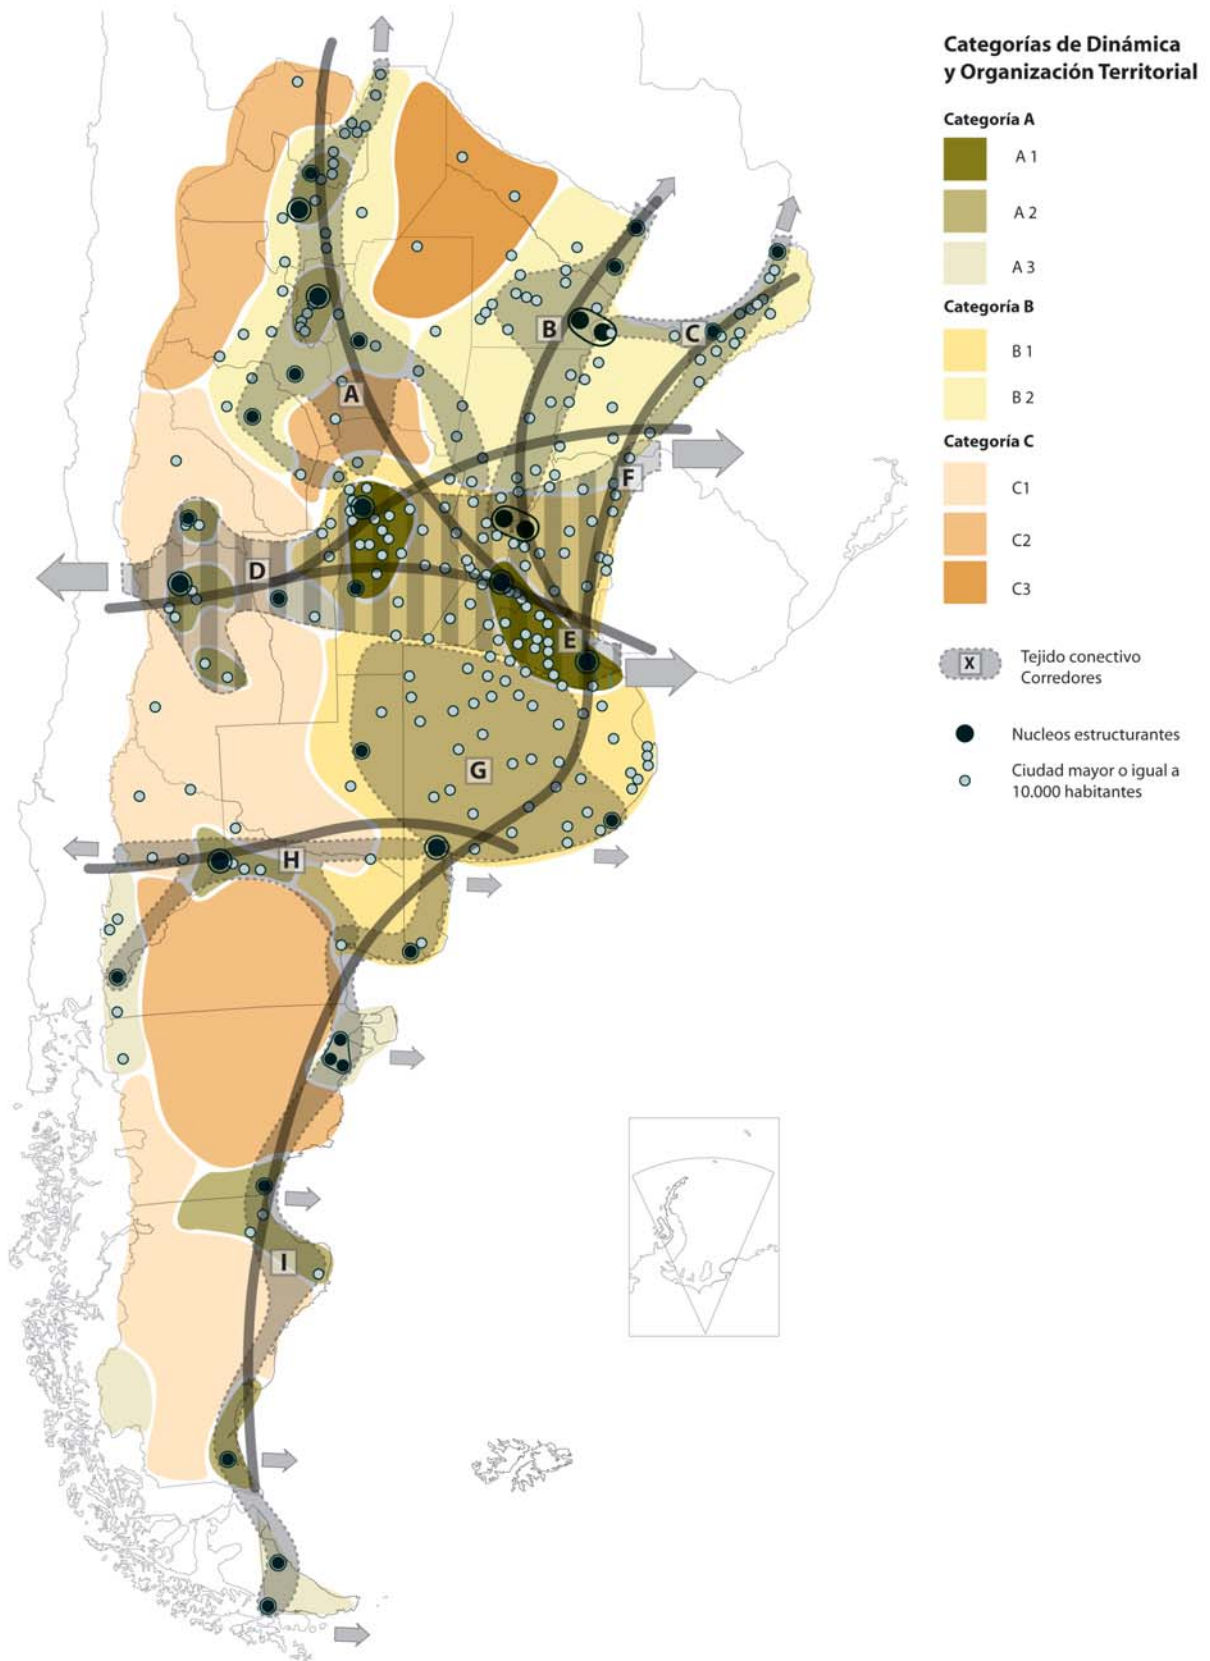 Categorías de Dinámica
y Organización Territorial
Categoría A
A 1
A 2
A 3
Categoría B
B 1
B 2
Categoría C
C1
C2
C3
X
Tejido conectivo
Corredores
Nucleos estructurantes
Ciudad mayor o igual a
10.000 habitantes
B
C
A
F
D
E
G
H
I